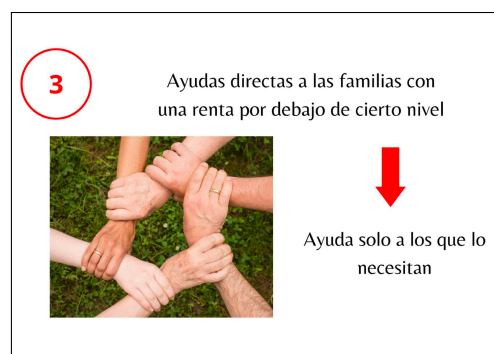 3
Ayudas directas a las familias con
una renta por debajo de cierto nivel
Ayuda solo a los que lo
necesitan